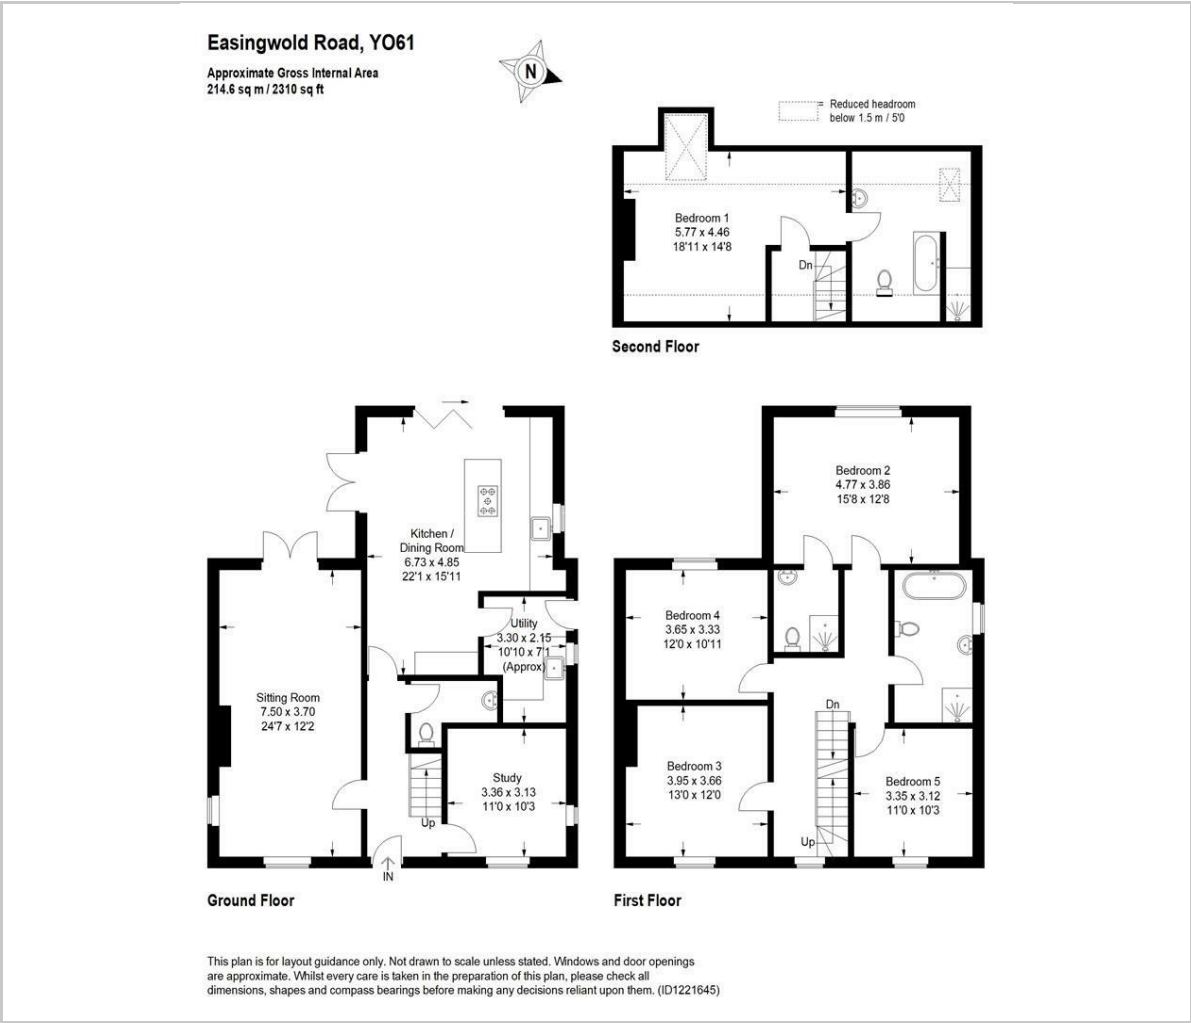 Easingwold Road, YO61
Approximate Gross Internal Area
214.6 sq m / 2310 sq ft
N
= Reduced headroom
below 1.5 m / 5'0
Bedroom 1
5.77 x 4.46
18'11 x 14'8
Dn
Second Floor
Kitchen /
Dining Room
6.73 x 4.85
22'1 x 15'11
Utility
3.30 x 2.15
10'10 x 7'1
(Approx)
Sitting Room
7.50 x 3.70
24'7 x 12'2
Study
3.36 x 3.13
11'0 x 10'3
Up
IN
Ground Floor
Bedroom 2
4.77 x 3.86
15'8 x 12'8
Bedroom 4
3.65 x 3.33
12'0 x 10'11
Dn
Bedroom 3
3.95 x 3.66
13'0 x 12'0
Bedroom 5
3.35 x 3.12
11'0 x 10'3
Up
First Floor
This plan is for layout guidance only. Not drawn to scale unless stated. Windows and door openings
are approximate. Whilst every care is taken in the preparation of this plan, please check all
dimensions, shapes and compass bearings before making any decisions reliant upon them. (ID1221645)